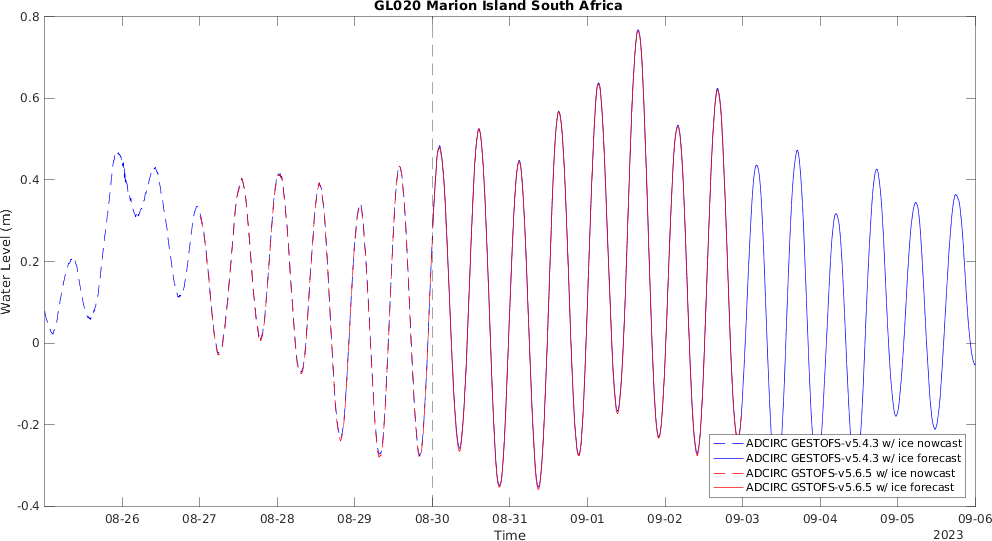 GL020 Marion Island South Africa
0.8
0.6
0.4
0.2
0
-0.2
-0.4
Water Level (m)
ADCIRC GESTOFS-v5.4.3 w/ ice nowcast
ADCIRC GESTOFS-v5.4.3 w/ ice forecast
ADCIRC GSTOFS-v5.6.5 w/ ice nowcast
ADCIRC GSTOFS-v5.6.5 w/ ice forecast
08-26 08-27 08-28 08-29 08-30 08-31 09-01 09-02 09-03 09-04 09-05 09-06
Time
2023